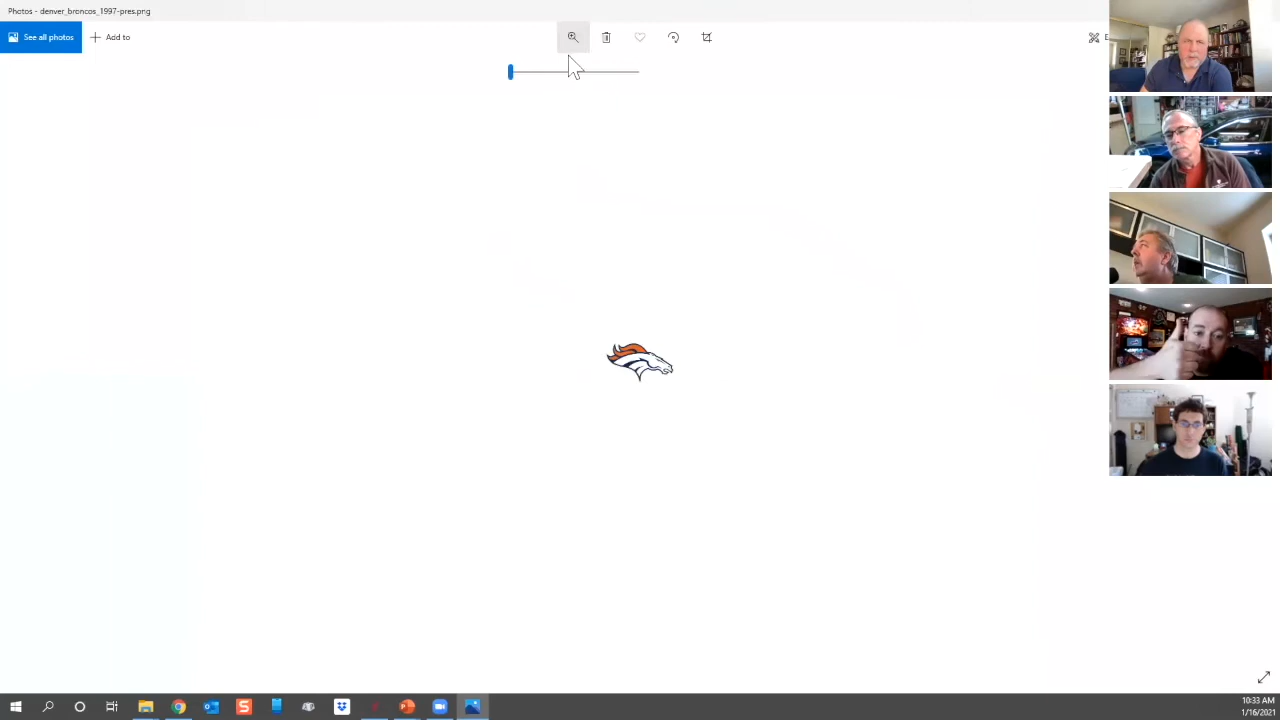 Photos - denver_broncos_1997-pres.png
See all photos
Add to
10:33 AM
1/16/2021